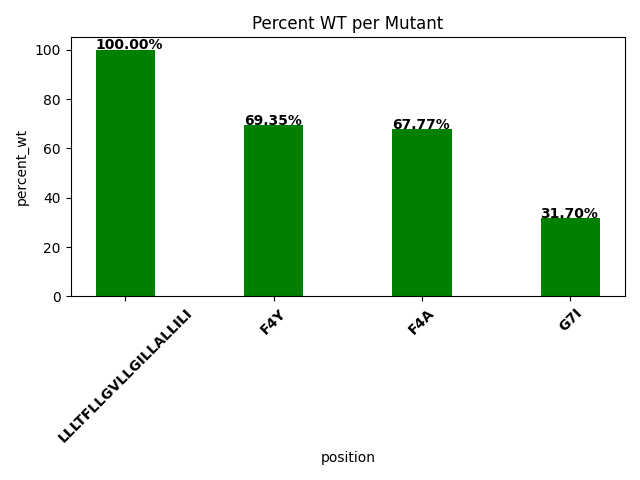 Percent WT per Mutant
100.00%
69.35%
67.77%
31.70%
percent_wt
100
80
60
40
20
0
LLLTFLLGVLLGILLALLILI
F4Y
F4A
G7I
position